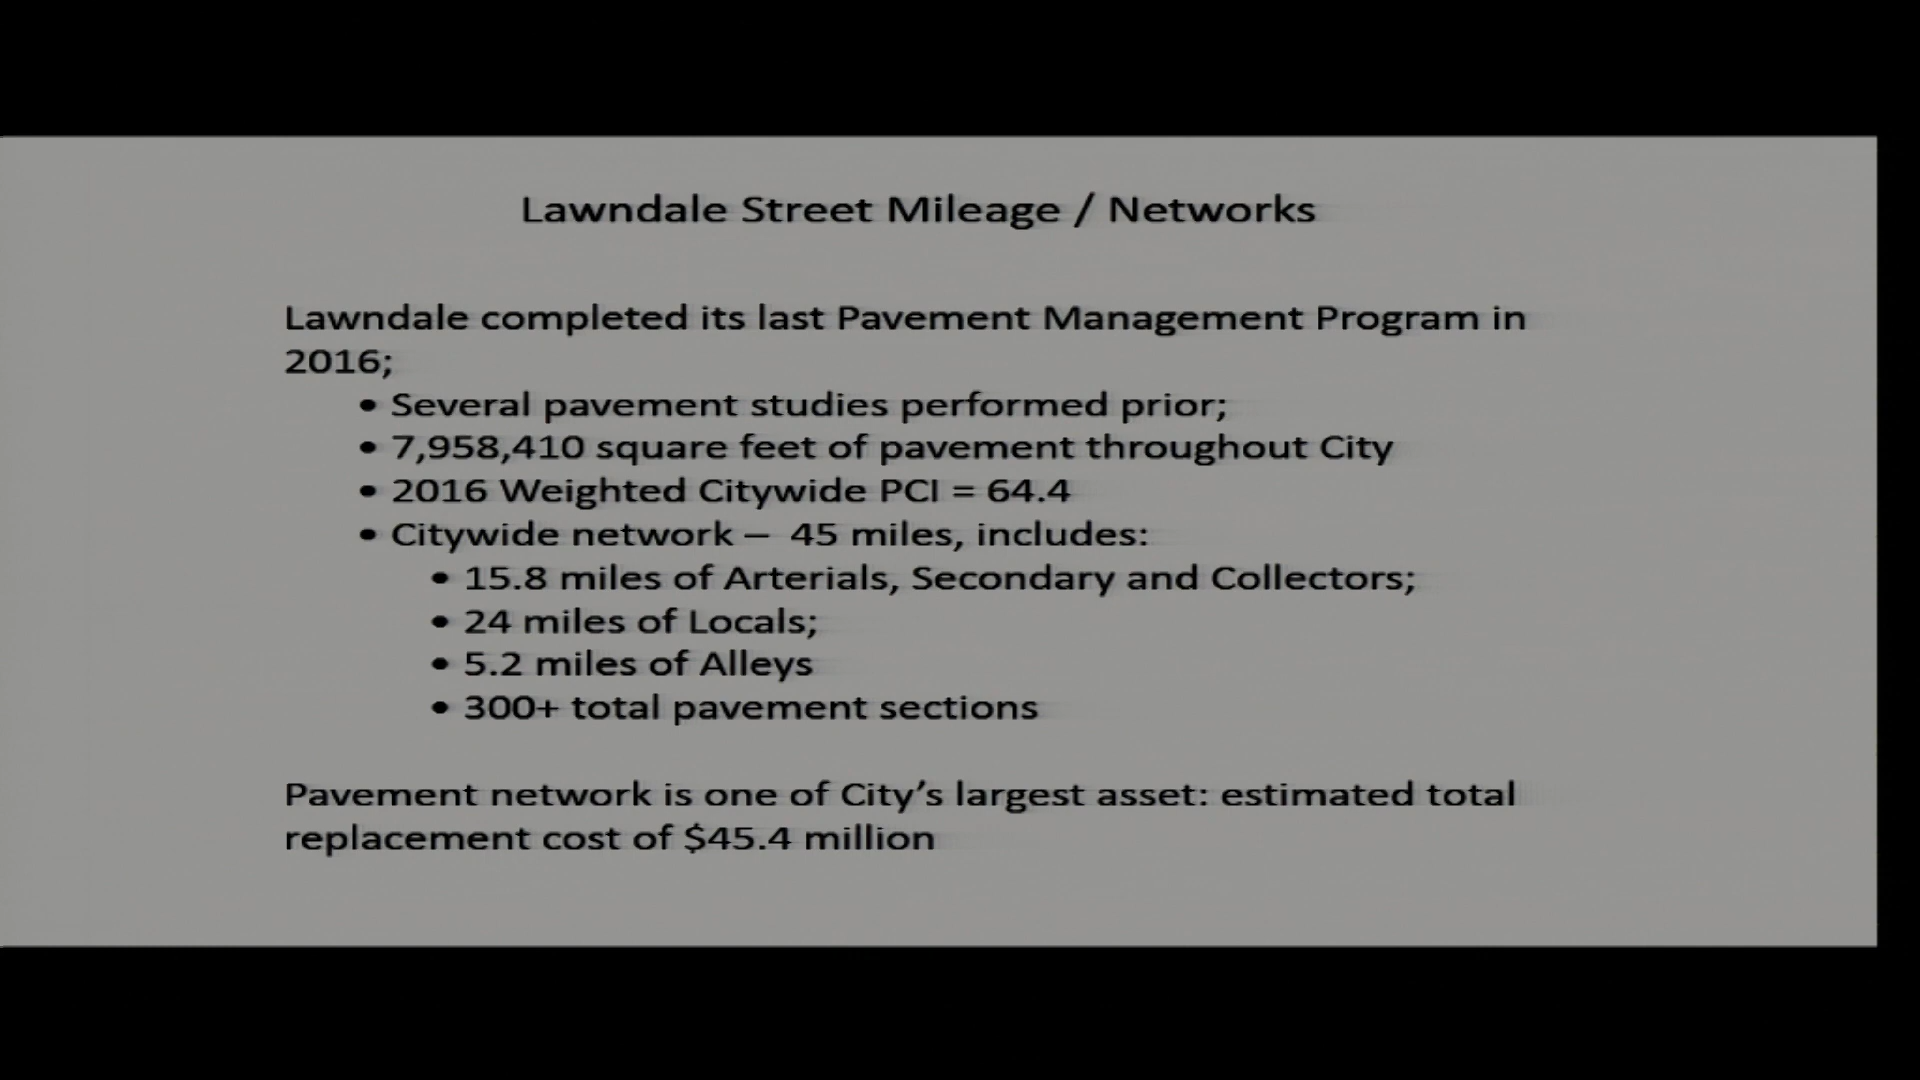 Lawndale Street Mileage / Networks
Lawndale completed its last Pavement Management Program in
2016;
• Several pavement studies performed prior;
• 7,958,410 square feet of pavement throughout City
• 2016 Weighted Citywide PCI = 64.4
• Citywide network – 45 miles, includes:
• 15.8 miles of Arterials, Secondary and Collectors;
• 24 miles of Locals;
• 5.2 miles of Alleys
• 300+ total pavement sections
Pavement network is one of City’s largest asset: estimated total
replacement cost of $45.4 million